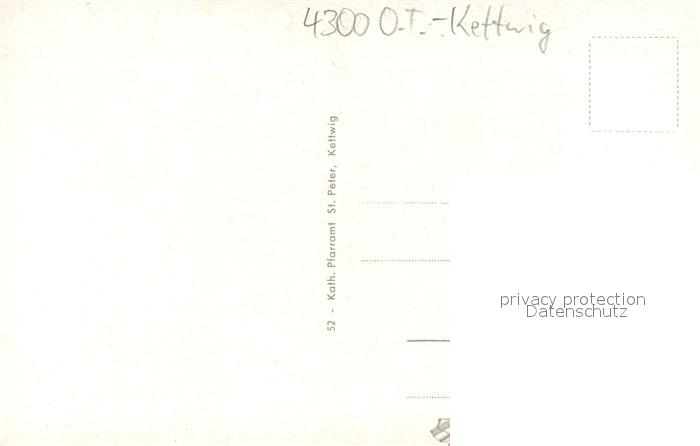 4300 O.T.-Kettwig
52 - Kath. Pfarramt St. Peter, Kettwig
privacy protection
Datenschutz